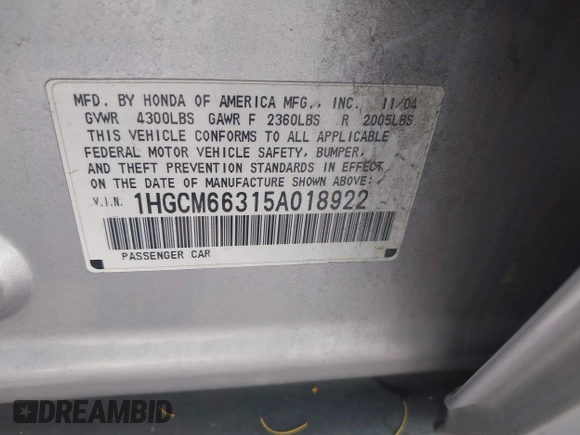 MFD. BY HONDA OF AMERICA MFG., INC. 11/04
GVWR 4300LBS GAWR F 2360LBS R 2005LBS
THIS VEHICLE CONFORMS TO ALL APPLICABLE
FEDERAL MOTOR VEHICLE SAFETY, BUMPER,
AND THEFT PREVENTION STANDARDS IN EFFECT
ON THE DATE OF MANUFACTURE SHOWN ABOVE.
V.I.N. 1HGCM66315A018922
PASSENGER CAR
DREAMBID